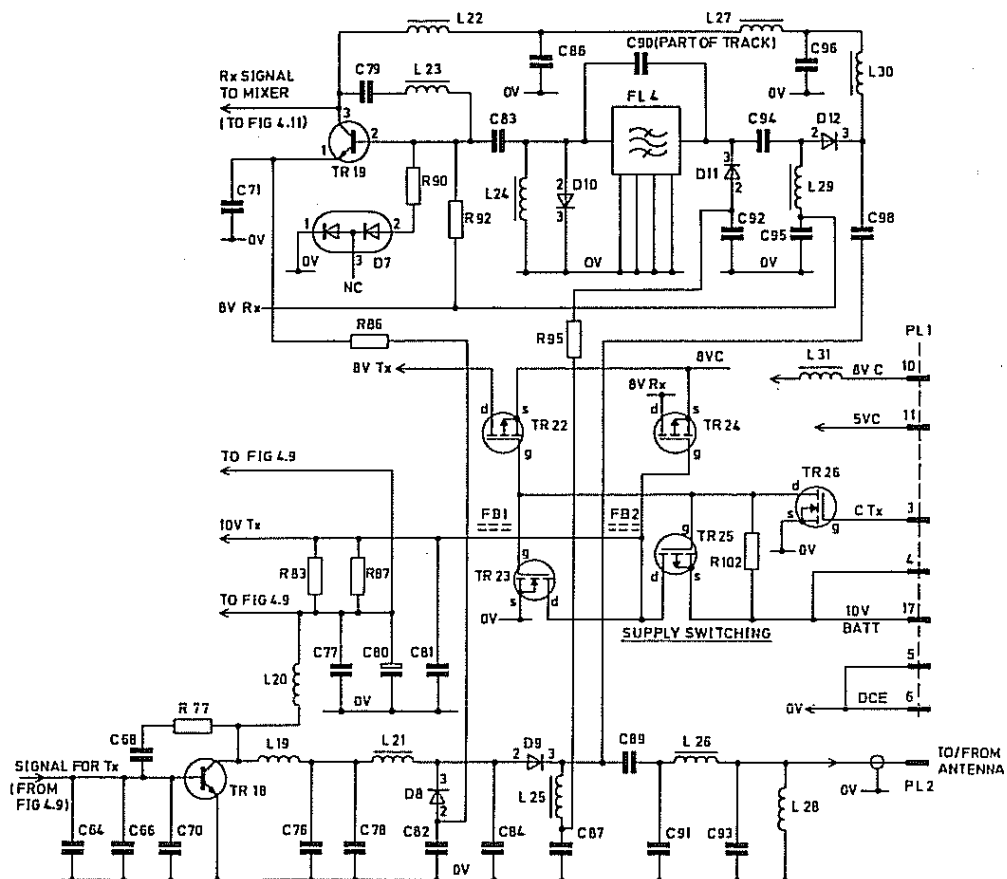 L22
L27
C90(PART OF TRACK)
C86
C96
L30
C79
L23
Rx SIGNAL
TO MIXER
(TO FIG 4.11)
0V
0V
FL4
3
2
1
TR19
C83
C94
D12
2
3
L24
2
D10
3
D11
3
2
L29
C71
R90
R92
C92
C95
C98
0V
1
2
0V
3
D7
NC
0V
0V
8V Rx
R86
R95
PL1
8V Tx
8VC
L31
8V C
10
8V Rx
d
s
TR22
g
d
s
TR24
g
5VC
11
TO FIG 4.9
TR26
d
s
g
C Tx
3
0V
FB1
FB2
10V Tx
g
TR25
d
s
R102
4
R83
R87
TR23
g
s
d
TO FIG 4.9
0V
SUPPLY SWITCHING
10V
BATT
17
C77
C80
C81
5
L20
0V
0V
DCE
6
R77
C68
L19
L21
D9
2
3
C89
L26
TO/FROM
ANTENNA
SIGNAL FOR Tx
(FROM
FIG 4.9)
TR18
D8
3
2
L25
0V
PL2
L28
C64
C66
C70
C76
C78
C82
C84
C87
C91
C93
0V